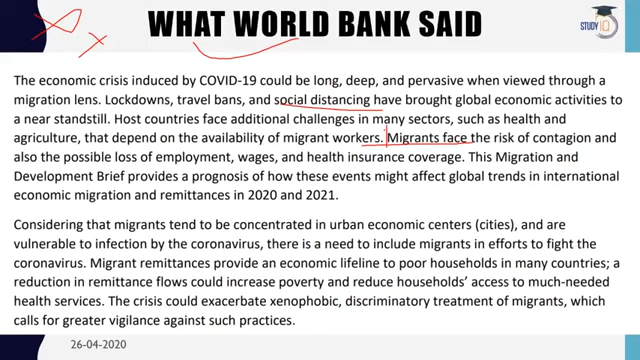 WHAT WORLD BANK SAID
STUDY IQ
The economic crisis induced by COVID-19 could be long, deep, and pervasive when viewed through a
migration lens. Lockdowns, travel bans, and social distancing have brought global economic activities to
a near standstill. Host countries face additional challenges in many sectors, such as health and
agriculture, that depend on the availability of migrant workers. Migrants face the risk of contagion and
also the possible loss of employment, wages, and health insurance coverage. This Migration and
Development Brief provides a prognosis of how these events might affect global trends in international
economic migration and remittances in 2020 and 2021.
Considering that migrants tend to be concentrated in urban economic centers (cities), and are
vulnerable to infection by the coronavirus, there is a need to include migrants in efforts to fight the
coronavirus. Migrant remittances provide an economic lifeline to poor households in many countries; a
reduction in remittance flows could increase poverty and reduce households' access to much-needed
health services. The crisis could exacerbate xenophobic, discriminatory treatment of migrants, which
calls for greater vigilance against such practices.
26-04-2020